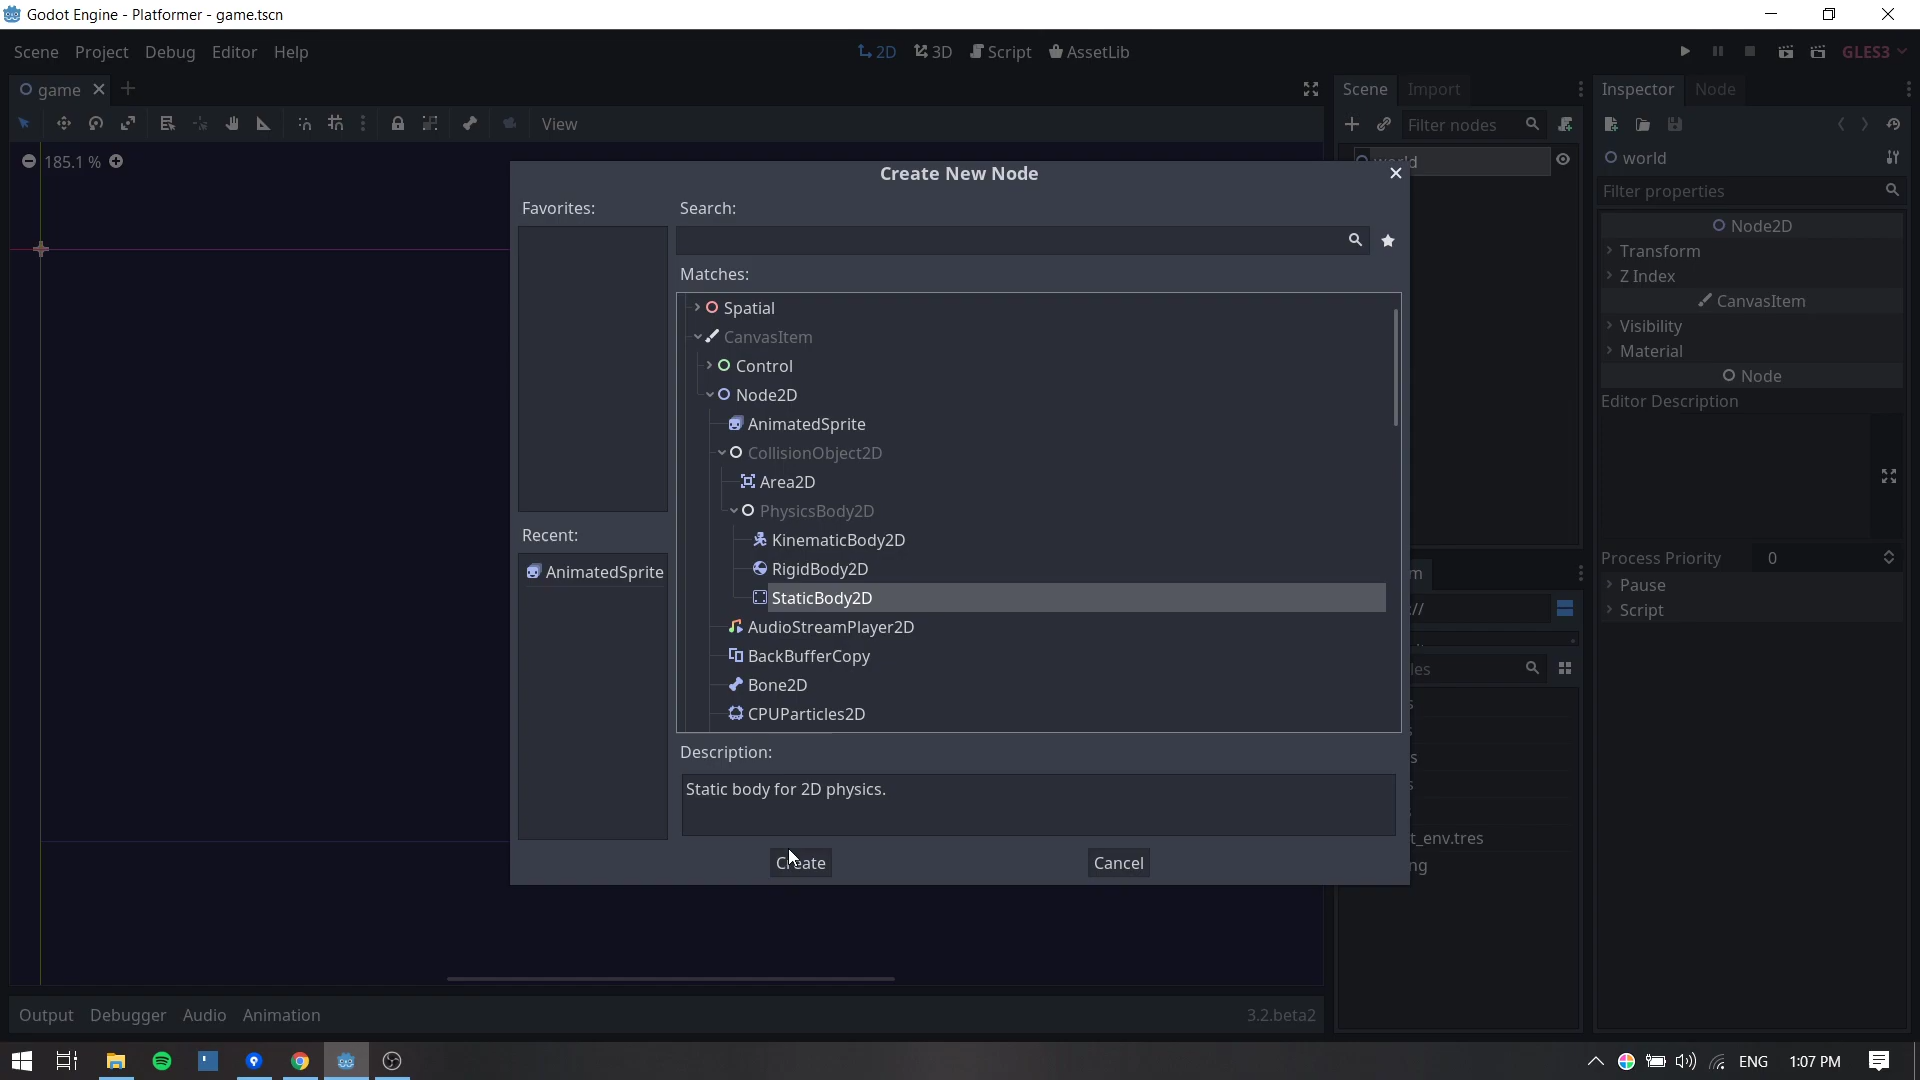 Godot Engine - Platformer - game.tscn
Scene Project Debug Editor Help
2D 3D Script AssetLib
GLES3
game
Scene Import
Inspector Node
View
Filter nodes
185.1 %
world
Filter properties
Node2D
Transform
Z Index
CanvasItem
Visibility
Material
Node
Editor Description
Process Priority 0
Pause
Script
Create New Node
Favorites:
Search:
Matches:
Spatial
CanvasItem
Control
Node2D
AnimatedSprite
CollisionObject2D
Area2D
PhysicsBody2D
KinematicBody2D
RigidBody2D
StaticBody2D
AudioStreamPlayer2D
BackBufferCopy
Bone2D
CPUParticles2D
Recent:
AnimatedSprite
Description:
Static body for 2D physics.
Create
Cancel
t_env.tres
Output Debugger Audio Animation
3.2.beta2
ENG 1:07 PM